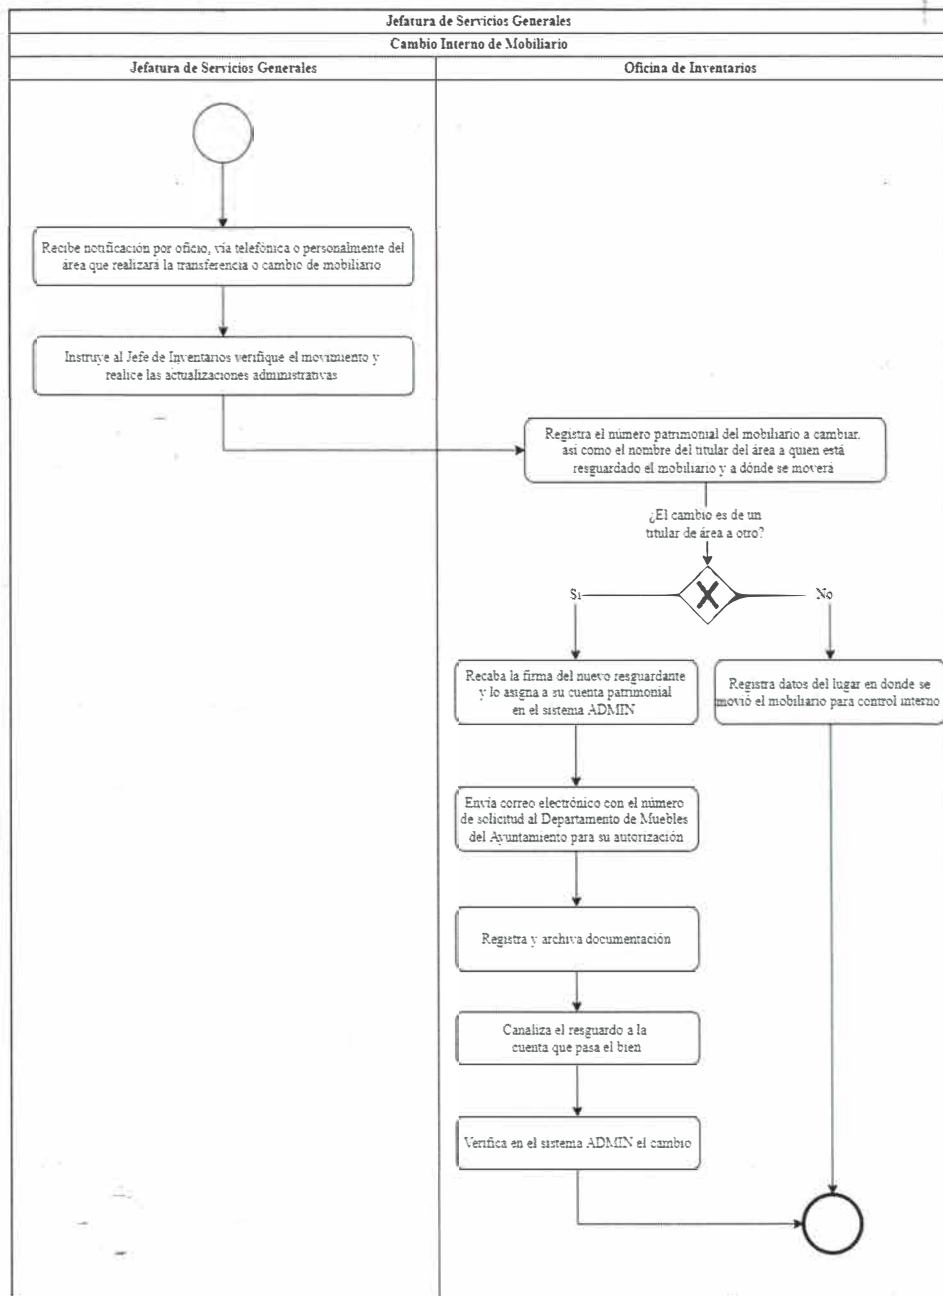 Jefatura de Servicios Generales
Cambio Interno de Mobiliario
Jefatura de Servicios Generales
Oficina de Inventarios
Recibe notificación por oficio, vía telefónica o personalmente del
área que realizará la transferencia o cambio de mobiliario
Instruye al Jefe de Inventarios verifique el movimiento y
realice las actualizaciones administrativas
Registra el número patrimonial del mobiliario a cambiar,
así como el nombre del titular del área a quien está
resguardado el mobiliario y a dónde se moverá
¿El cambio es de un
titular de área a otro?
Si
No
Recaba la firma del nuevo resguardante
y lo asigna a su cuenta patrimonial
en el sistema ADMIN
Registra datos del lugar en donde se
movió el mobiliario para control interno
Envía correo electrónico con el número
de solicitud al Departamento de Muebles
del Ayuntamiento para su autorización
Registra y archiva documentación
Canaliza el resguardo a la
cuenta que pasa el bien
Verifica en el sistema ADMIN el cambio